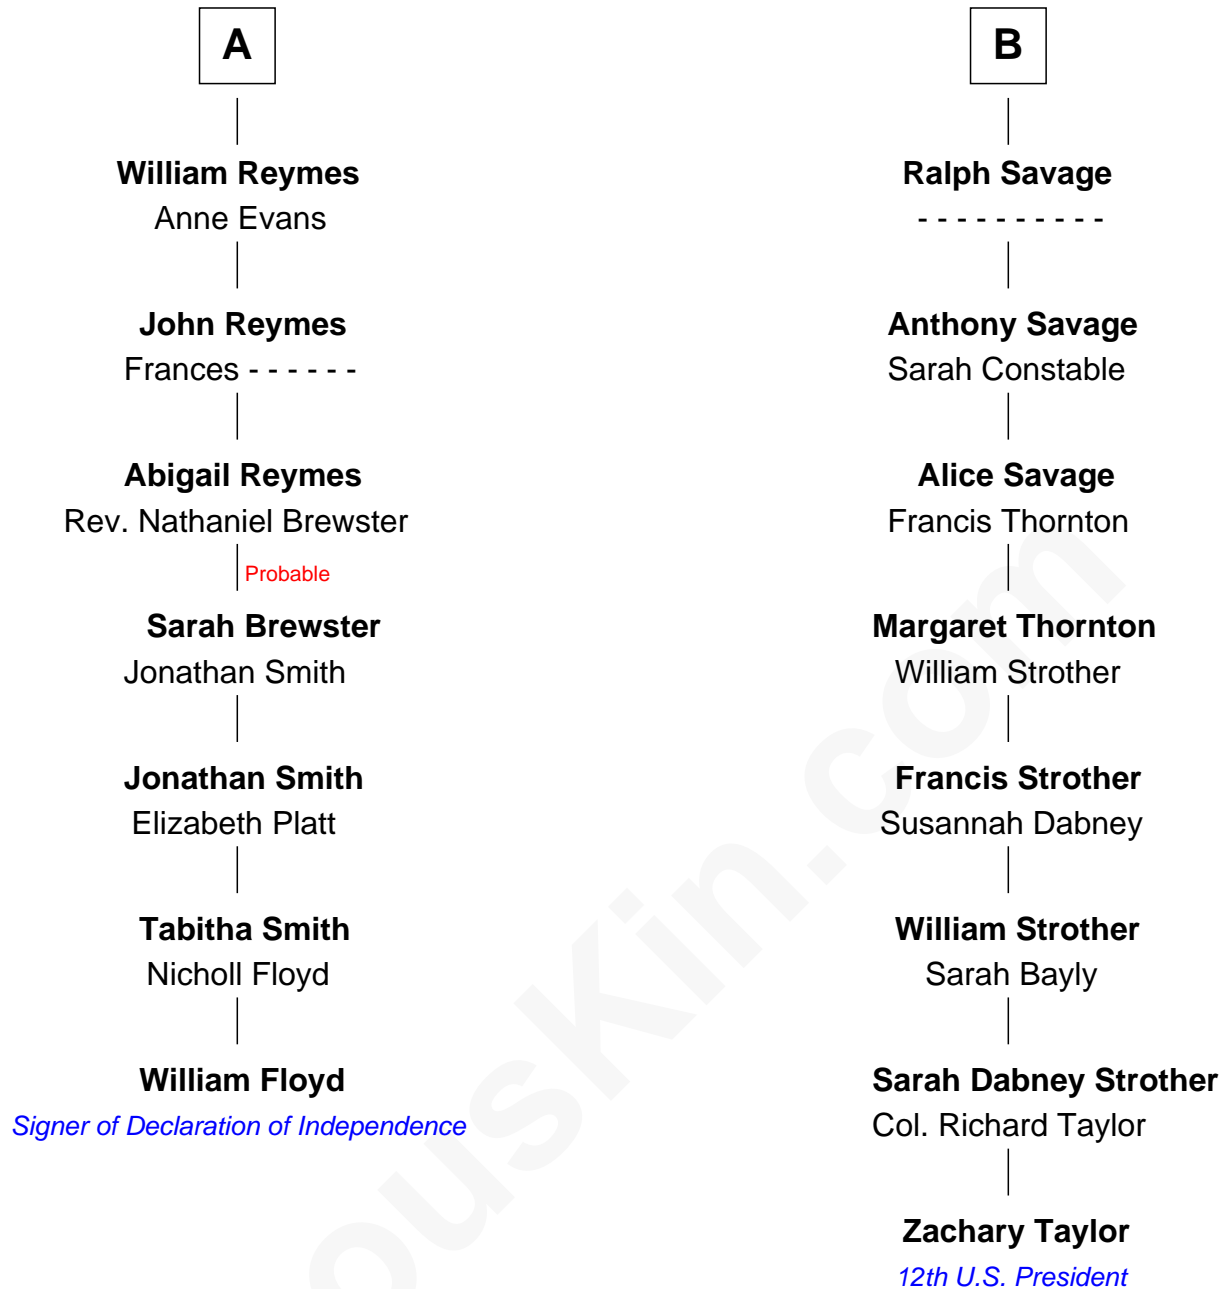 A
William Reymes
Anne Evans
John Reymes
Frances - - - - - -
Abigail Reymes
Rev. Nathaniel Brewster
Probable
Sarah Brewster
Jonathan Smith
Jonathan Smith
Elizabeth Platt
Tabitha Smith
Nicholl Floyd
William Floyd
Signer of Declaration of Independence
B
Ralph Savage
- - - - - - - - - -
Anthony Savage
Sarah Constable
Alice Savage
Francis Thornton
Margaret Thornton
William Strother
Francis Strother
Susannah Dabney
William Strother
Sarah Bayly
Sarah Dabney Strother
Col. Richard Taylor
Zachary Taylor
12th U.S. President
ousKin.com